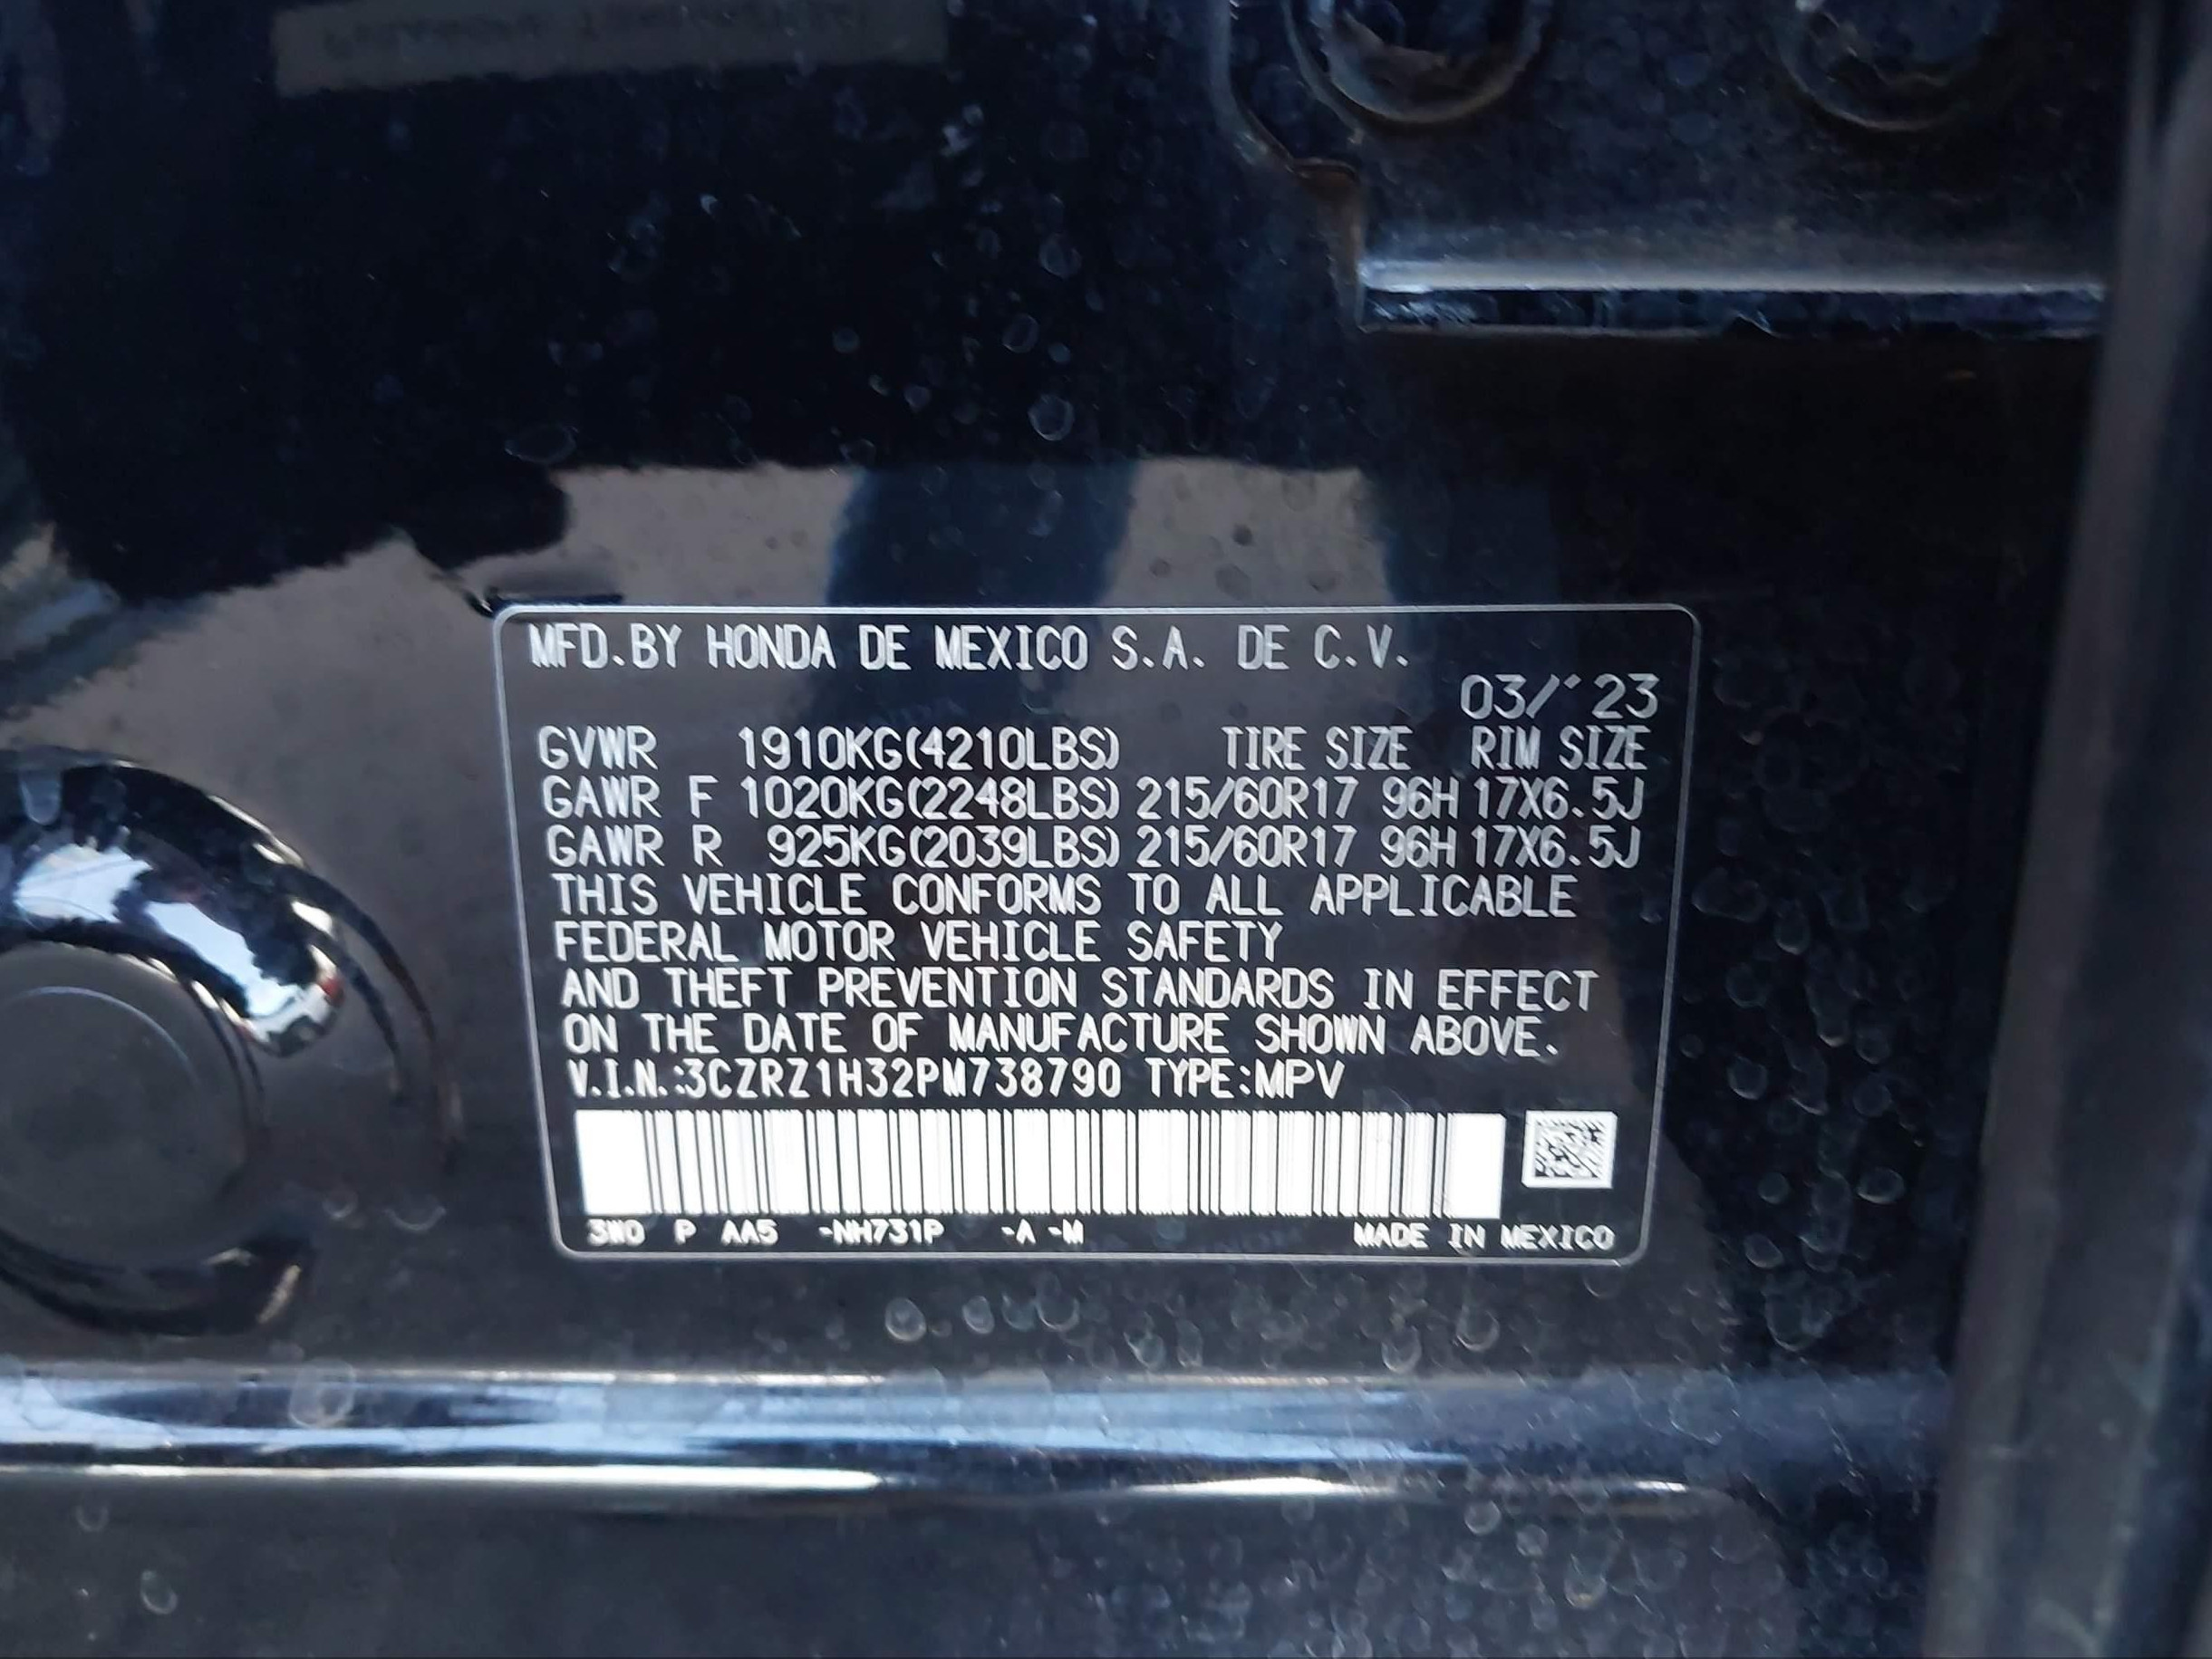 MFD.BY HONDA DE MEXICO S.A. DE C.V.
03/'23
GVWR 1910KG(4210LBS) TIRE SIZE RIM SIZE
GAWR F 1020KG(2248LBS) 215/60R17 96H 17X6.5J
GAWR R 925KG(2039LBS) 215/60R17 96H 17X6.5J
THIS VEHICLE CONFORMS TO ALL APPLICABLE
FEDERAL MOTOR VEHICLE SAFETY
AND THEFT PREVENTION STANDARDS IN EFFECT
ON THE DATE OF MANUFACTURE SHOWN ABOVE.
V.I.N.:3CZRZ1H32PM738790 TYPE:MPV
3W0 P AA5 -NH731P -A -M MADE IN MEXICO